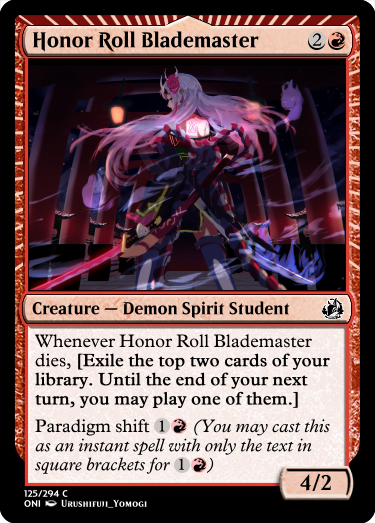 Honor Roll Blademaster 2
Creature — Demon Spirit Student
Whenever Honor Roll Blademaster
dies, [Exile the top two cards of your
library. Until the end of your next
turn, you may play one of them.]
Paradigm shift 1 (You may cast this
as an instant spell with only the text in
square brackets for 1 )
4/2
125/294 C
ONI Urushifuji_Yomogi